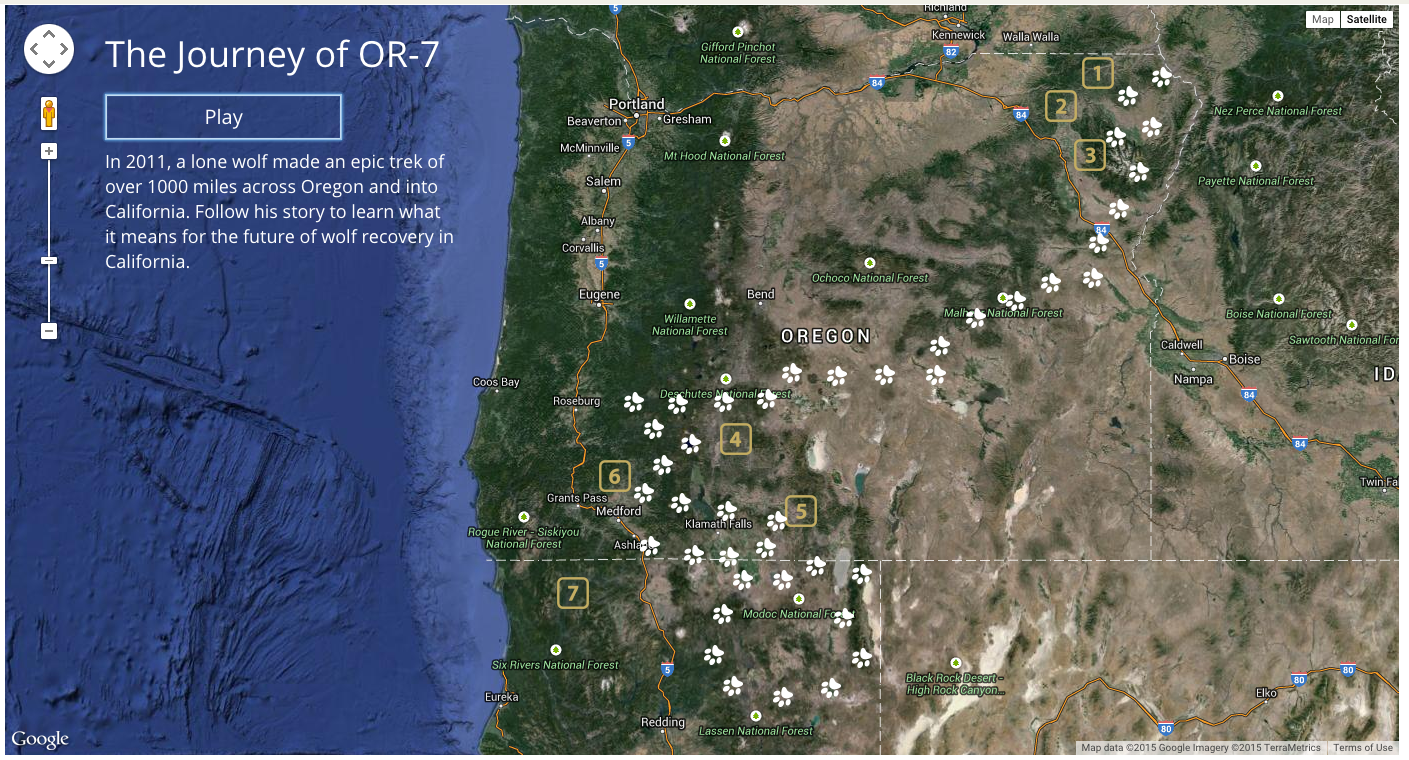 The Journey of OR-7
Play
In 2011, a lone wolf made an epic trek of
over 1000 miles across Oregon and into
California. Follow his story to learn what
it means for the future of wolf recovery in
California.
Map
Satellite
5
Richland
Kennewick
Walla Walla
82
Gifford Pinchot
National Forest
84
1
2
3
84
Nez Perce National Forest
Portland
Beaverton
Gresham
5
McMinnville
Mt Hood National Forest
Salem
Payette National Forest
Albany
Corvallis
84
5
Ochoco National Forest
Eugene
Bend
Willamette
National Forest
National Forest
OREGON
Boise National Forest
Sawtooth National For
Caldwell
Boise
Nampa
ID
Coos Bay
Deschutes National Forest
Roseburg
84
84
4
6
Twin Fa
Grants Pass
Medford
5
Klamath Falls
Rogue River - Siskiyou
National Forest
Ashla
7
Modoc National Fo
Six Rivers National Forest
5
Black Rock Desert -
High Rock Canyon...
80
80
Eureka
Elko
Redding
Lassen National Forest
80
Google
Map data ©2015 Google Imagery ©2015 TerraMetrics
Terms of Use